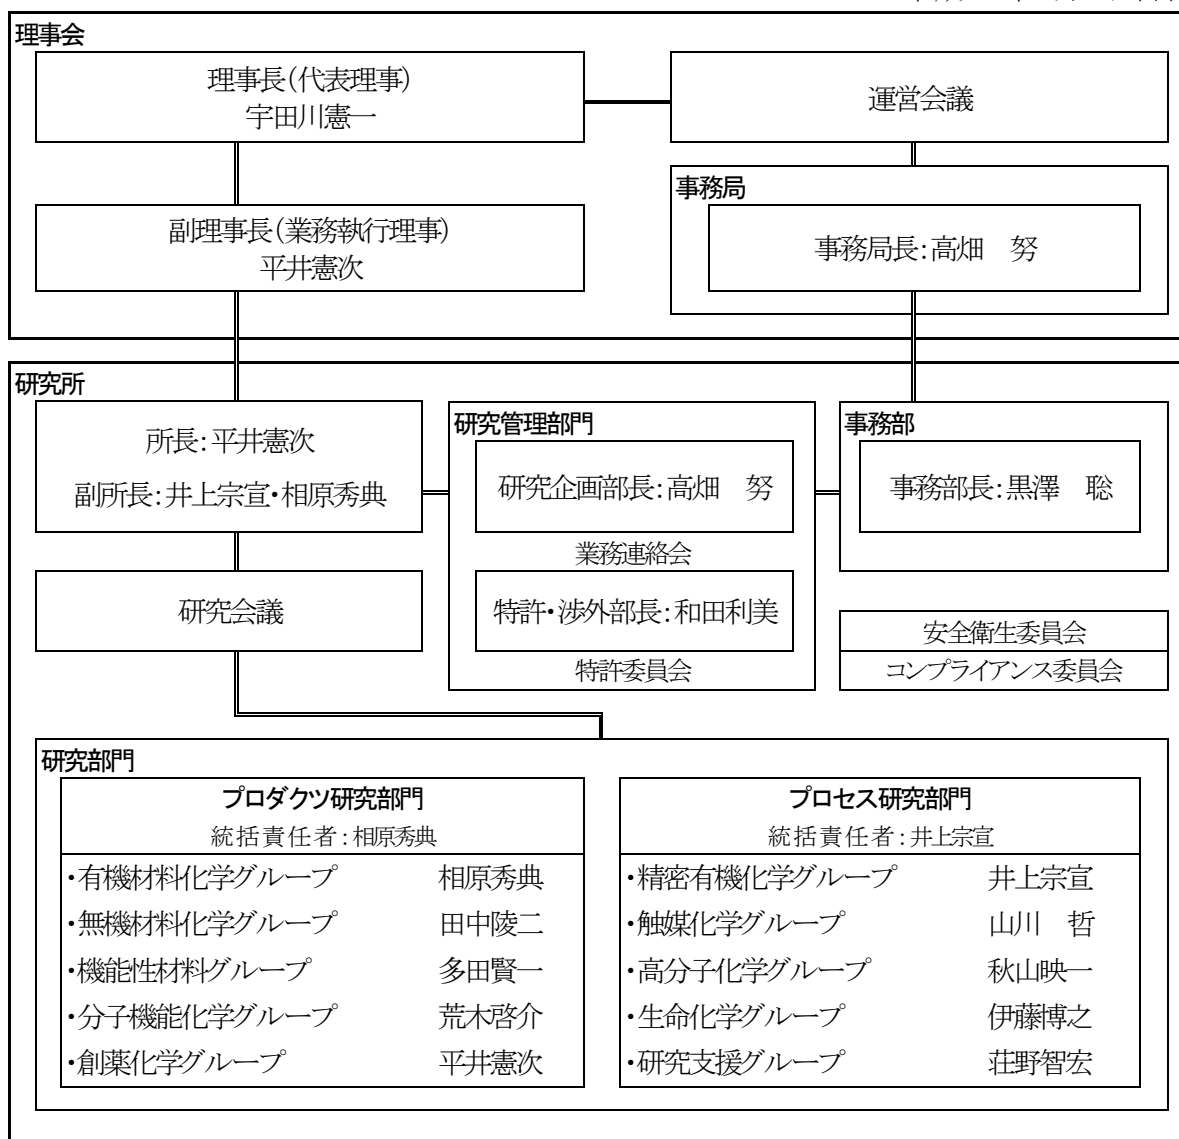 理事会
理事長(代表理事)
宇田川憲一
運営会議
事務局
事務局長:高畑　努
副理事長(業務執行理事)
平井憲次
研究所
所長:平井憲次
副所長:井上宗宣・相原秀典
研究会議
研究管理部門
研究企画部長:高畑　努
業務連絡会
特許・渉外部長:和田利美
特許委員会
事務部
事務部長:黒澤　聡
安全衛生委員会
コンプライアンス委員会
研究部門
プロダクツ研究部門
統括責任者:相原秀典
・有機材料化学グループ　相原秀典
・無機材料化学グループ　田中陵二
・機能性材料グループ　多田賢一
・分子機能化学グループ　荒木啓介
・創薬化学グループ　平井憲次
プロセス研究部門
統括責任者:井上宗宣
・精密有機化学グループ　井上宗宣
・触媒化学グループ　山川　哲
・高分子化学グループ　秋山映一
・生命化学グループ　伊藤博之
・研究支援グループ　荘野智宏